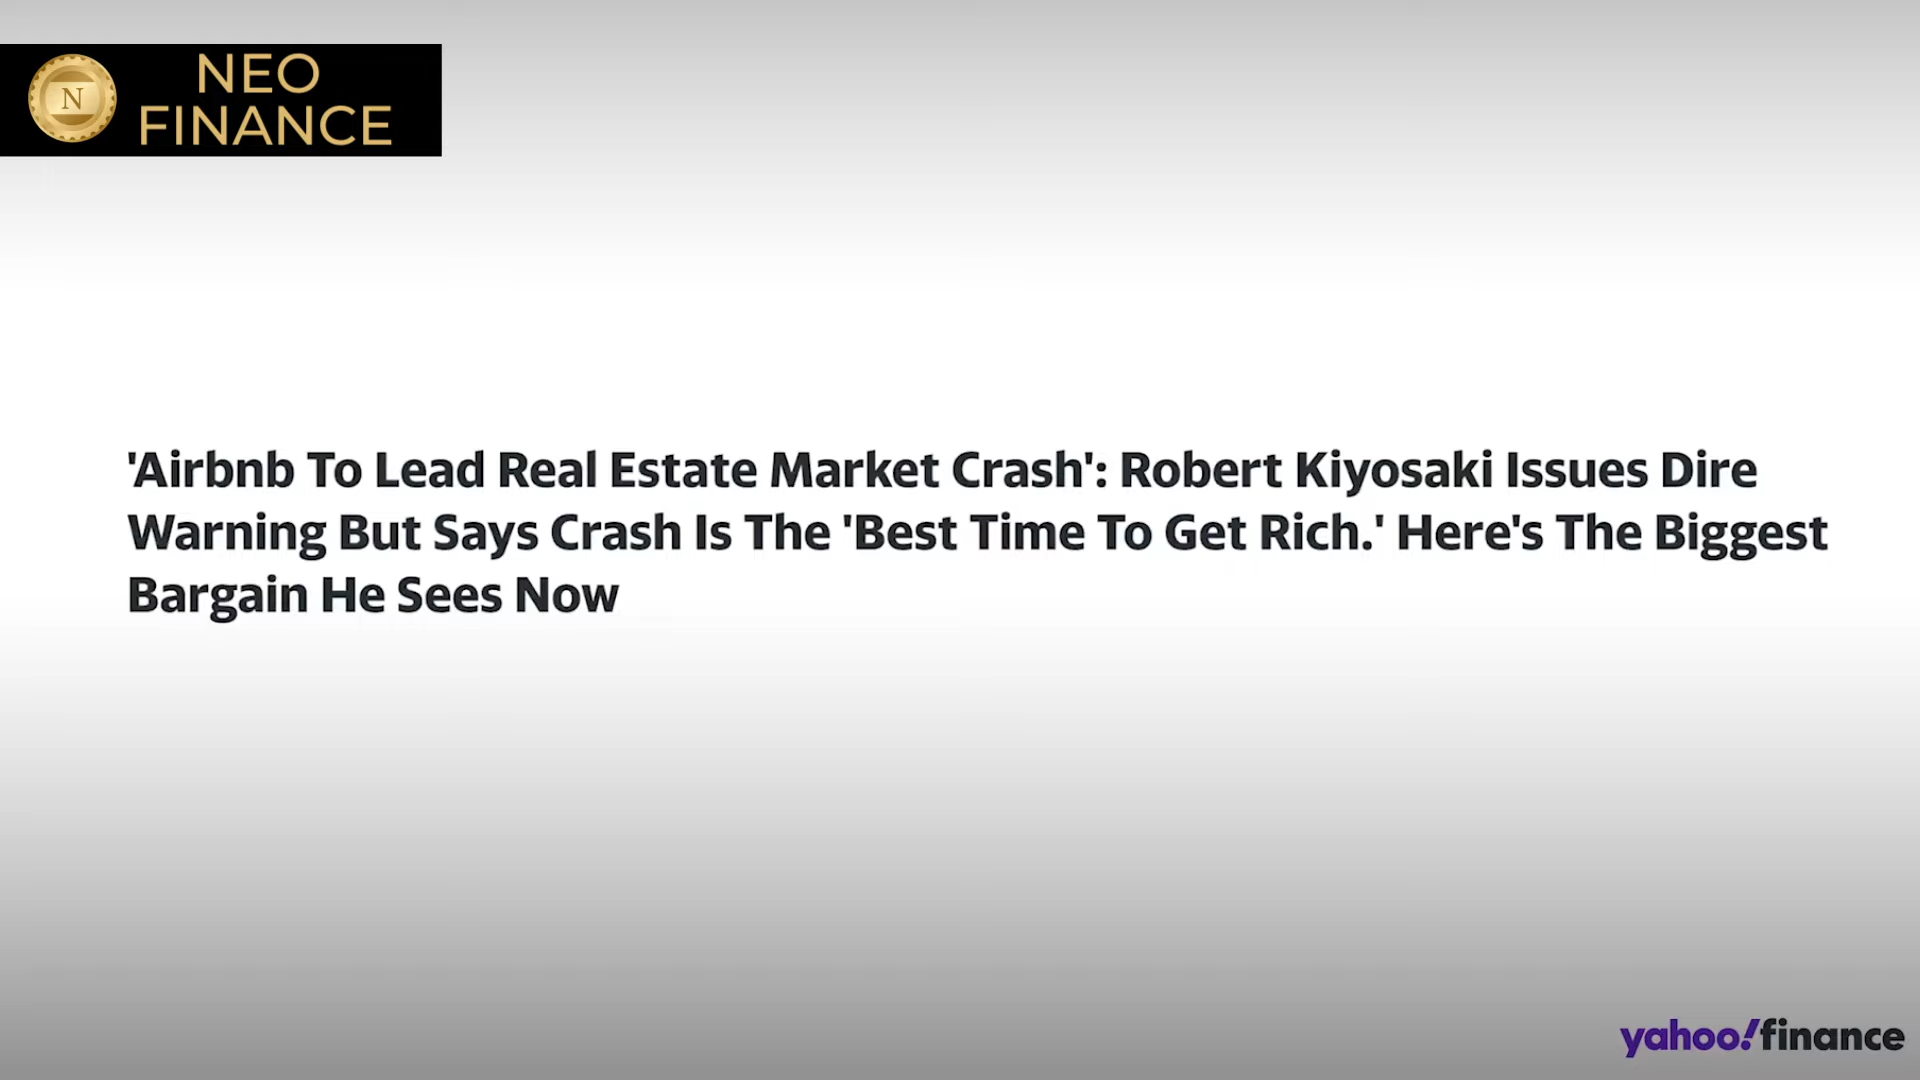 N
NEO
FINANCE
'Airbnb To Lead Real Estate Market Crash': Robert Kiyosaki Issues Dire
Warning But Says Crash Is The 'Best Time To Get Rich.' Here's The Biggest
Bargain He Sees Now
yahoo!finance